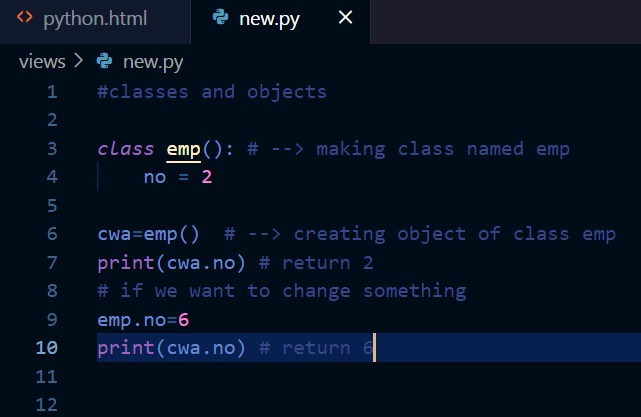 <> python.html new.py ×
views > new.py
1 #classes and objects
2
3 class emp(): # --> making class named emp
4     no = 2
5
6 cwa=emp()  # --> creating object of class emp
7 print(cwa.no) # return 2
8 # if we want to change something
9 emp.no=6
10 print(cwa.no) # return 6
11
12